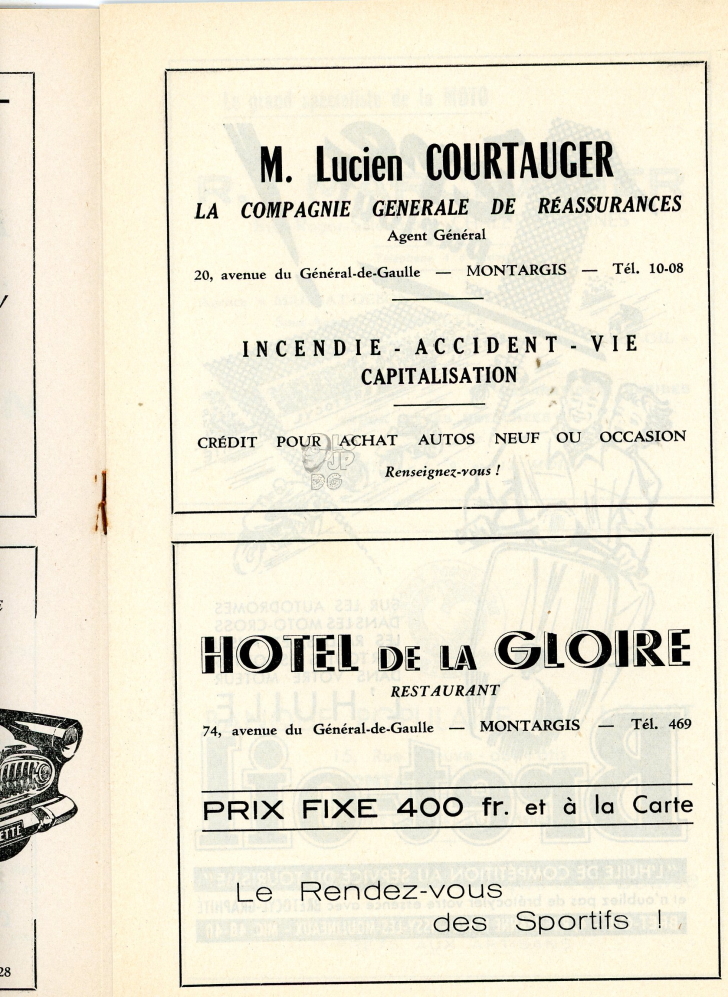 M. Lucien COURTAUGER
LA COMPAGNIE GENERALE DE RÉASSURANCES
Agent Général
20, avenue du Général-de-Gaulle — MONTARGIS — Tél. 10-08
INCENDIE - ACCIDENT - VIE
CAPITALISATION
CRÉDIT POUR ACHAT AUTOS NEUF OU OCCASION
Renseignez-vous !
JP
DG
HOTEL DE LA GLOIRE
RESTAURANT
74, avenue du Général-de-Gaulle — MONTARGIS — Tél. 469
PRIX FIXE 400 fr. et à la Carte
Le Rendez-vous
des Sportifs !
ETTE
28